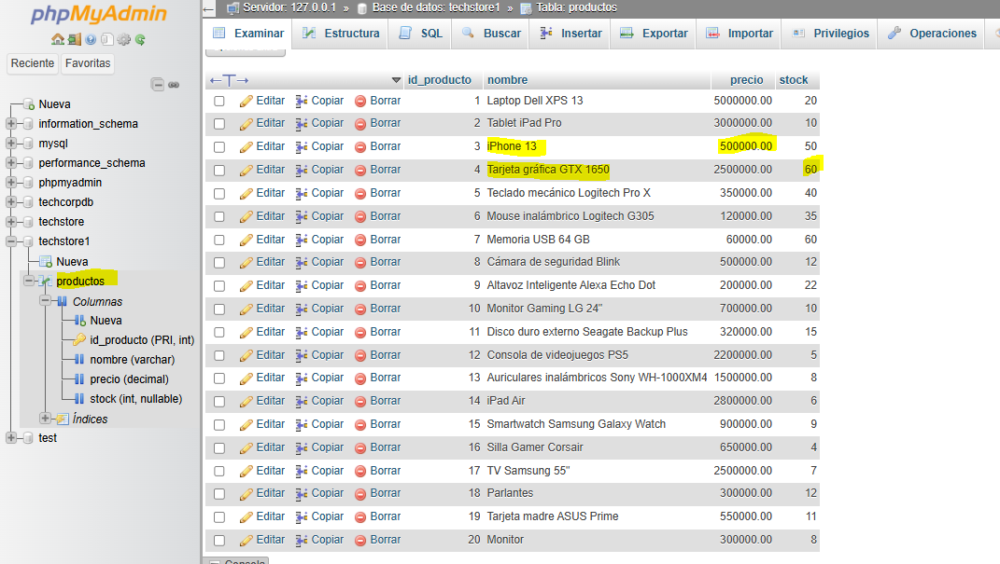 phpMyAdmin
Servidor: 127.0.0.1 » Base de datos: techstore1 » Tabla: productos
Examinar Estructura SQL Buscar Insertar Exportar Importar Privilegios Operaciones
Reciente Favoritas
Nueva
information_schema
mysql
performance_schema
phpmyadmin
techcorpdb
techstore
techstore1
Nueva
productos
Columnas
Nueva
id_producto (PRI, int)
nombre (varchar)
precio (decimal)
stock (int, nullable)
Índices
test
id_producto nombre precio stock
Editar Copiar Borrar 1 Laptop Dell XPS 13 5000000.00 20
Editar Copiar Borrar 2 Tablet iPad Pro 3000000.00 10
Editar Copiar Borrar 3 iPhone 13 500000.00 50
Editar Copiar Borrar 4 Tarjeta gráfica GTX 1650 2500000.00 60
Editar Copiar Borrar 5 Teclado mecánico Logitech Pro X 350000.00 40
Editar Copiar Borrar 6 Mouse inalámbrico Logitech G305 120000.00 35
Editar Copiar Borrar 7 Memoria USB 64 GB 60000.00 60
Editar Copiar Borrar 8 Cámara de seguridad Blink 500000.00 12
Editar Copiar Borrar 9 Altavoz Inteligente Alexa Echo Dot 200000.00 22
Editar Copiar Borrar 10 Monitor Gaming LG 24" 700000.00 10
Editar Copiar Borrar 11 Disco duro externo Seagate Backup Plus 320000.00 15
Editar Copiar Borrar 12 Consola de videojuegos PS5 2200000.00 5
Editar Copiar Borrar 13 Auriculares inalámbricos Sony WH-1000XM4 1500000.00 8
Editar Copiar Borrar 14 iPad Air 2800000.00 6
Editar Copiar Borrar 15 Smartwatch Samsung Galaxy Watch 900000.00 9
Editar Copiar Borrar 16 Silla Gamer Corsair 650000.00 4
Editar Copiar Borrar 17 TV Samsung 55" 2500000.00 7
Editar Copiar Borrar 18 Parlantes 300000.00 12
Editar Copiar Borrar 19 Tarjeta madre ASUS Prime 550000.00 11
Editar Copiar Borrar 20 Monitor 300000.00 8
Consola